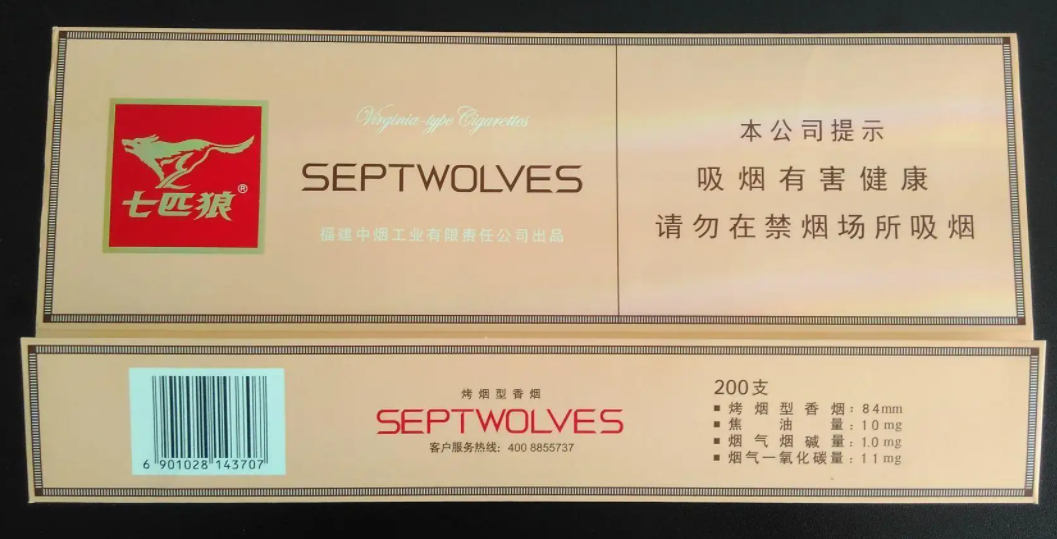 七匹狼®
Virginia-type Cigarettes
SEPTWOLVES
福建中烟工业有限责任公司出品
本公司提示
吸烟有害健康
请勿在禁烟场所吸烟
6 901028 143707
烤烟型香烟
SEPTWOLVES
客户服务热线：400 8855737
200支
■ 烤烟型香烟：84mm
■ 焦油量：10mg
■ 烟气烟碱量：1.0mg
■ 烟气一氧化碳量：11mg